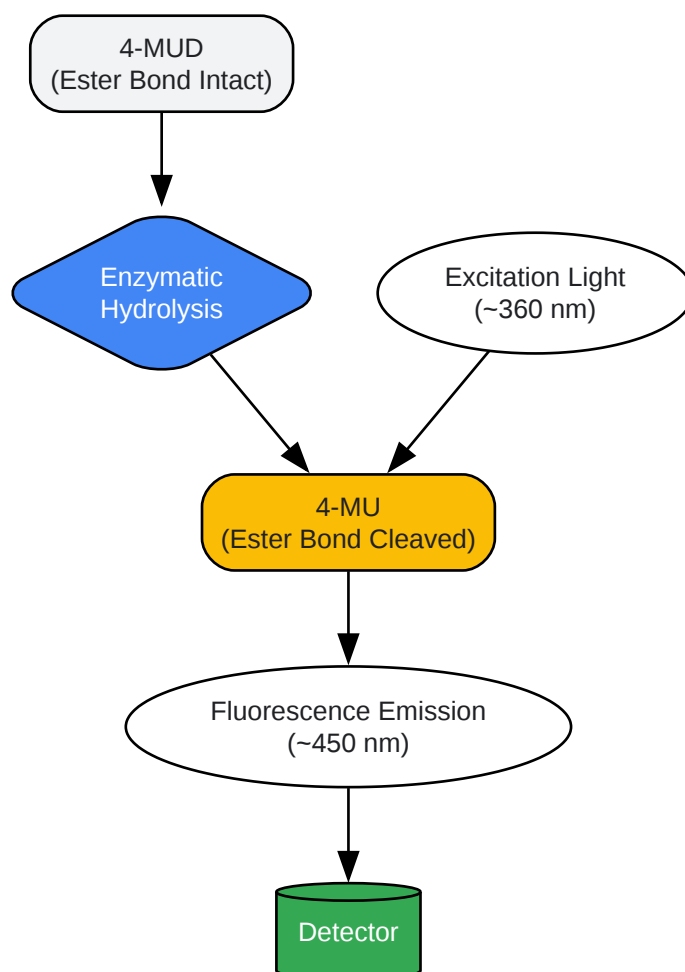 4-MUD
(Ester Bond Intact)
Enzymatic
Hydrolysis
Excitation Light
(~360 nm)
4-MU
(Ester Bond Cleaved)
Fluorescence Emission
(~450 nm)
Detector